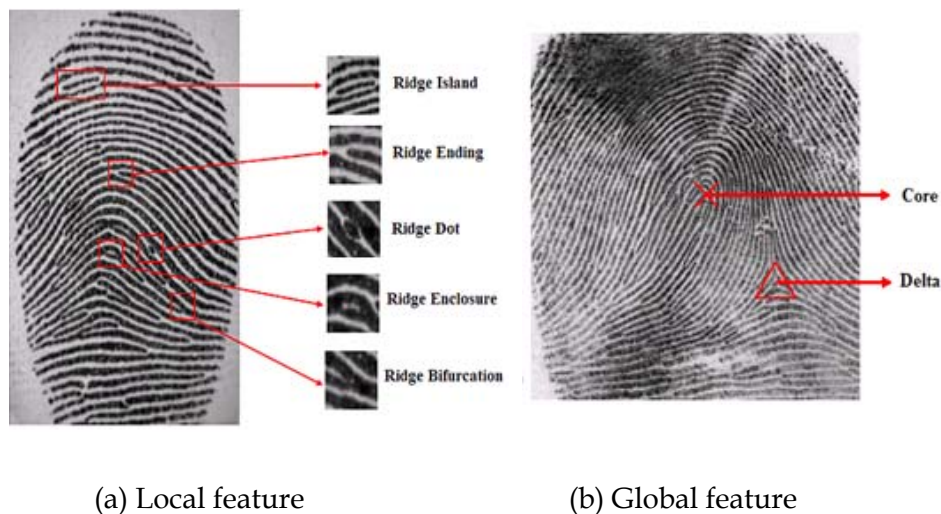 Ridge Island
Ridge Ending
Ridge Dot
Ridge Enclosure
Ridge Bifurcation
Core
Delta
(a) Local feature
(b) Global feature